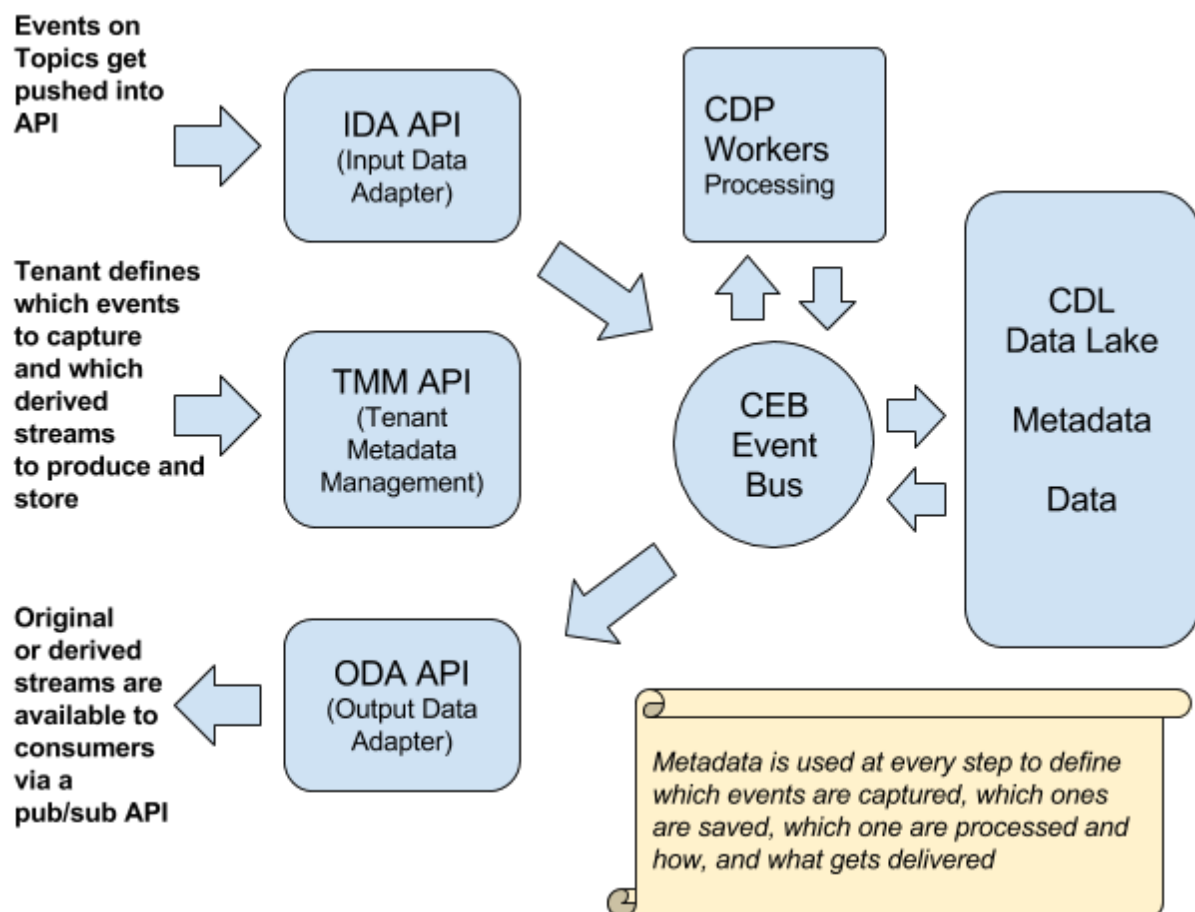 Events on
Topics get
pushed into
API
IDA API
(Input Data
Adapter)
CDP
Workers
Processing
Tenant defines
which events
to capture
and which
derived
streams
to produce and
store
TMM API
(Tenant
Metadata
Management)
CEB
Event
Bus
CDL
Data Lake
Metadata
Data
Original
or derived
streams are
available to
consumers
via a
pub/sub API
ODA API
(Output Data
Adapter)
Metadata is used at every step to define
which events are captured, which ones
are saved, which one are processed and
how, and what gets delivered